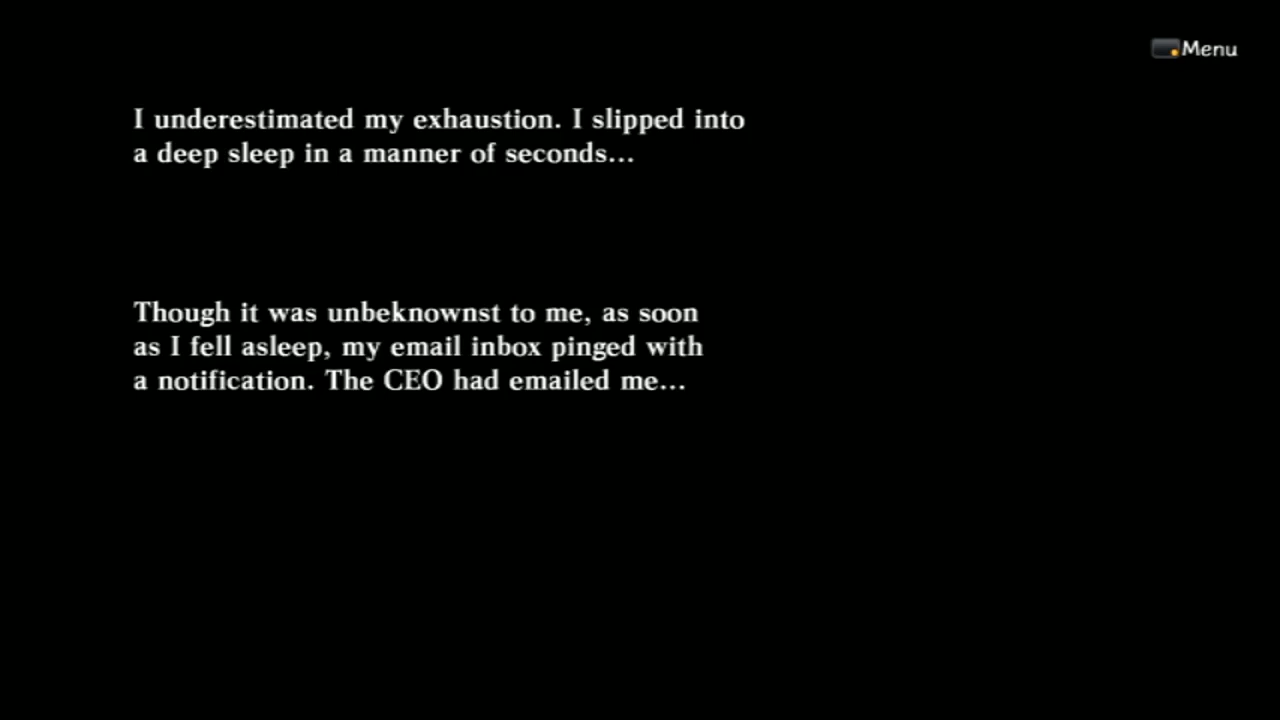 Menu
I underestimated my exhaustion. I slipped into
a deep sleep in a manner of seconds...
Though it was unbeknownst to me, as soon
as I fell asleep, my email inbox pinged with
a notification. The CEO had emailed me...